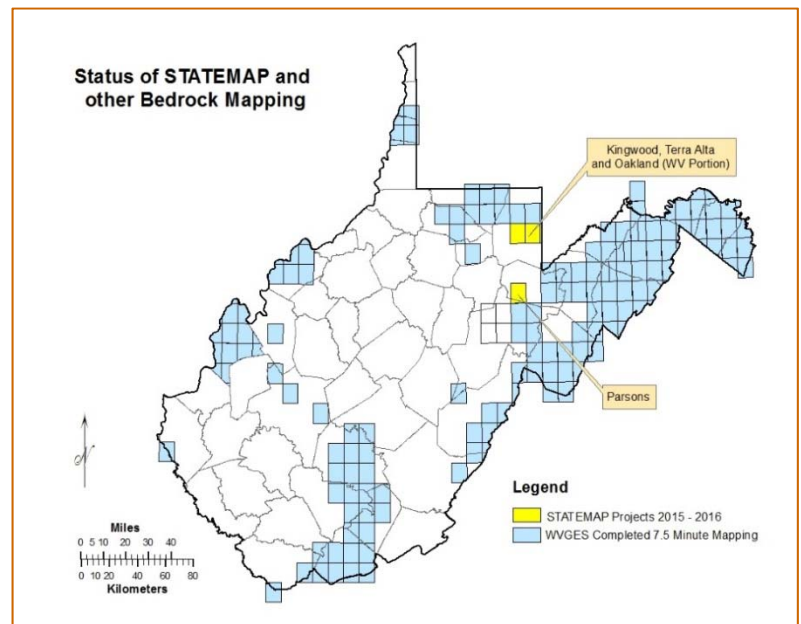 Status of STATEMAP and
other Bedrock Mapping
Kingwood, Terra Alta
and Oakland (WV Portion)
Parsons
N
Miles
0 5 10 20 30 40
0 10 20 40 60 80
Kilometers
Legend
STATEMAP Projects 2015 - 2016
WVGES Completed 7.5 Minute Mapping